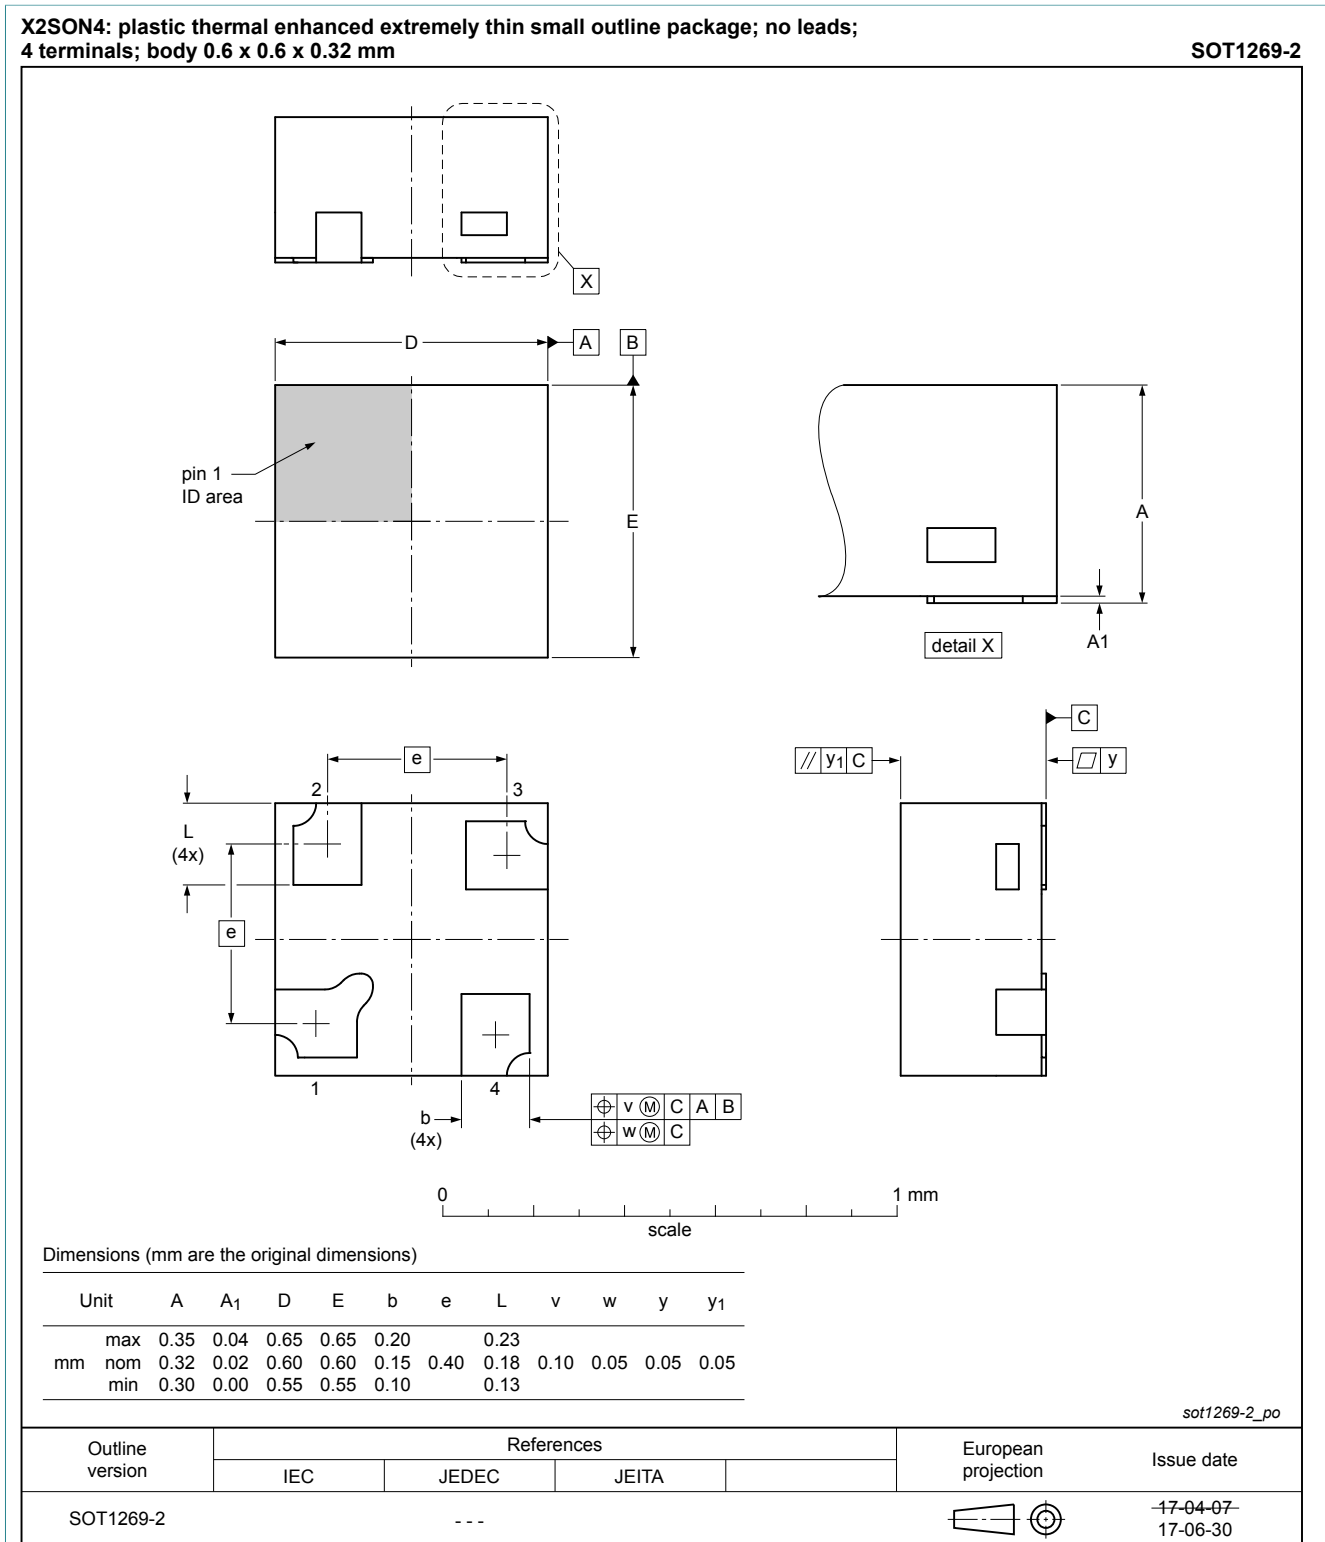 X2SON4: plastic thermal enhanced extremely thin small outline package; no leads;
4 terminals; body 0.6 x 0.6 x 0.32 mm SOT1269-2
X
D A B
pin 1
ID area
E
A
detail X A1
C
// y1 C
y
e
2 3
L
(4x)
e
1 4
b
(4x)
v M C A B
w M C
0 1 mm
scale
Dimensions (mm are the original dimensions)
Unit A A1 D E b e L v w y y1
max 0.35 0.04 0.65 0.65 0.20 0.23
mm nom 0.32 0.02 0.60 0.60 0.15 0.40 0.18 0.10 0.05 0.05 0.05
min 0.30 0.00 0.55 0.55 0.10 0.13
sot1269-2_po
Outline
version
References
IEC JEDEC JEITA
European
projection
Issue date
SOT1269-2 - - -
17-04-07
17-06-30